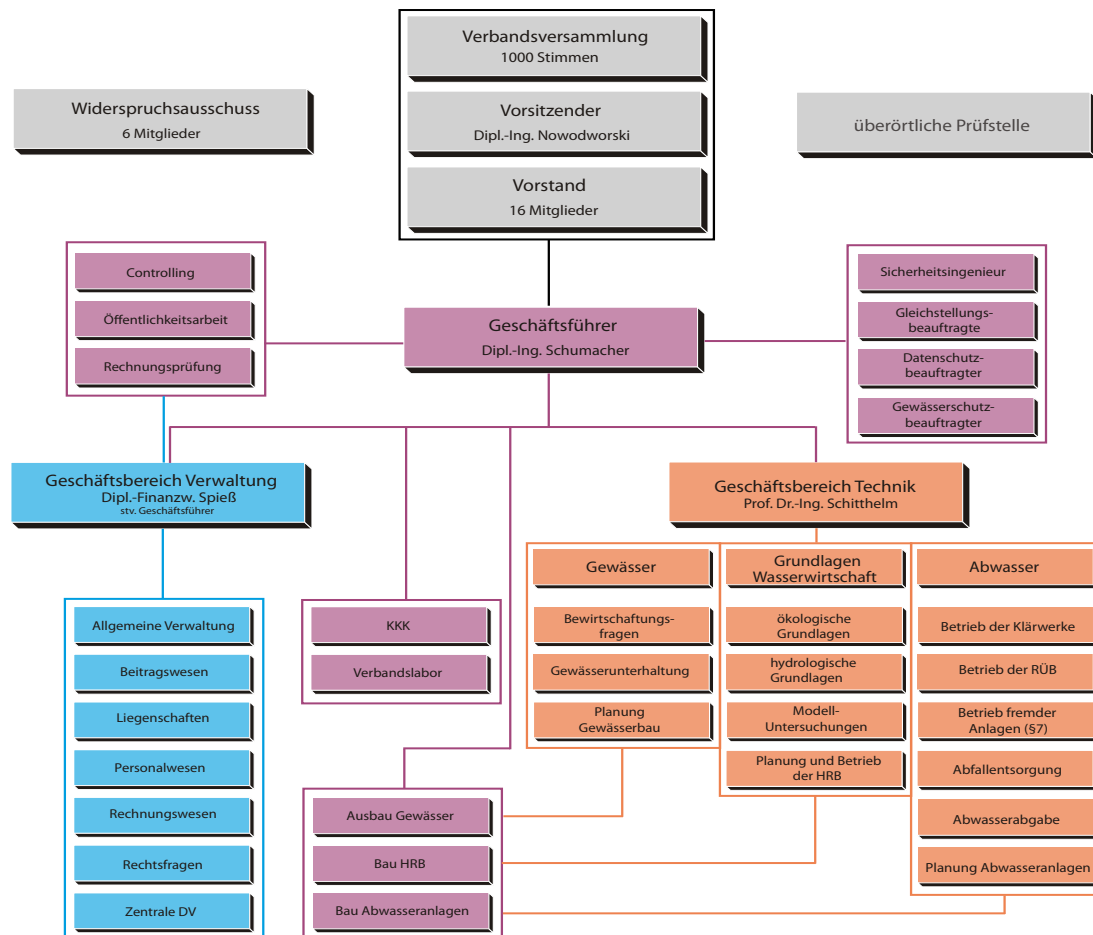 Verbandsversammlung
1000 Stimmen
Widerspruchsausschuss
6 Mitglieder
Vorsitzender
Dipl.-Ing. Nowodworski
überörtliche Prüfstelle
Vorstand
16 Mitglieder
Controlling
Öffentlichkeitsarbeit
Rechnungsprüfung
Geschäftsführer
Dipl.-Ing. Schumacher
Sicherheitsingenieur
Gleichstellungs-
beauftragte
Datenschutz-
beauftragter
Gewässerschutz-
beauftragter
Geschäftsbereich Verwaltung
Dipl.-Finanzw. Spieß
stv. Geschäftsführer
Geschäftsbereich Technik
Prof. Dr.-Ing. Schitthelm
Allgemeine Verwaltung
Beitragswesen
Liegenschaften
Personalwesen
Rechnungswesen
Rechtsfragen
Zentrale DV
KKK
Verbandslabor
Ausbau Gewässer
Bau HRB
Bau Abwasseranlagen
Gewässer
Bewirtschaftungs-
fragen
Gewässerunterhaltung
Planung
Gewässerbau
Grundlagen
Wasserwirtschaft
ökologische
Grundlagen
hydrologische
Grundlagen
Modell-
Untersuchungen
Planung und Betrieb
der HRB
Abwasser
Betrieb der Klärwerke
Betrieb der RÜB
Betrieb fremder
Anlagen (§7)
Abfallentsorgung
Abwasserabgabe
Planung Abwasseranlagen